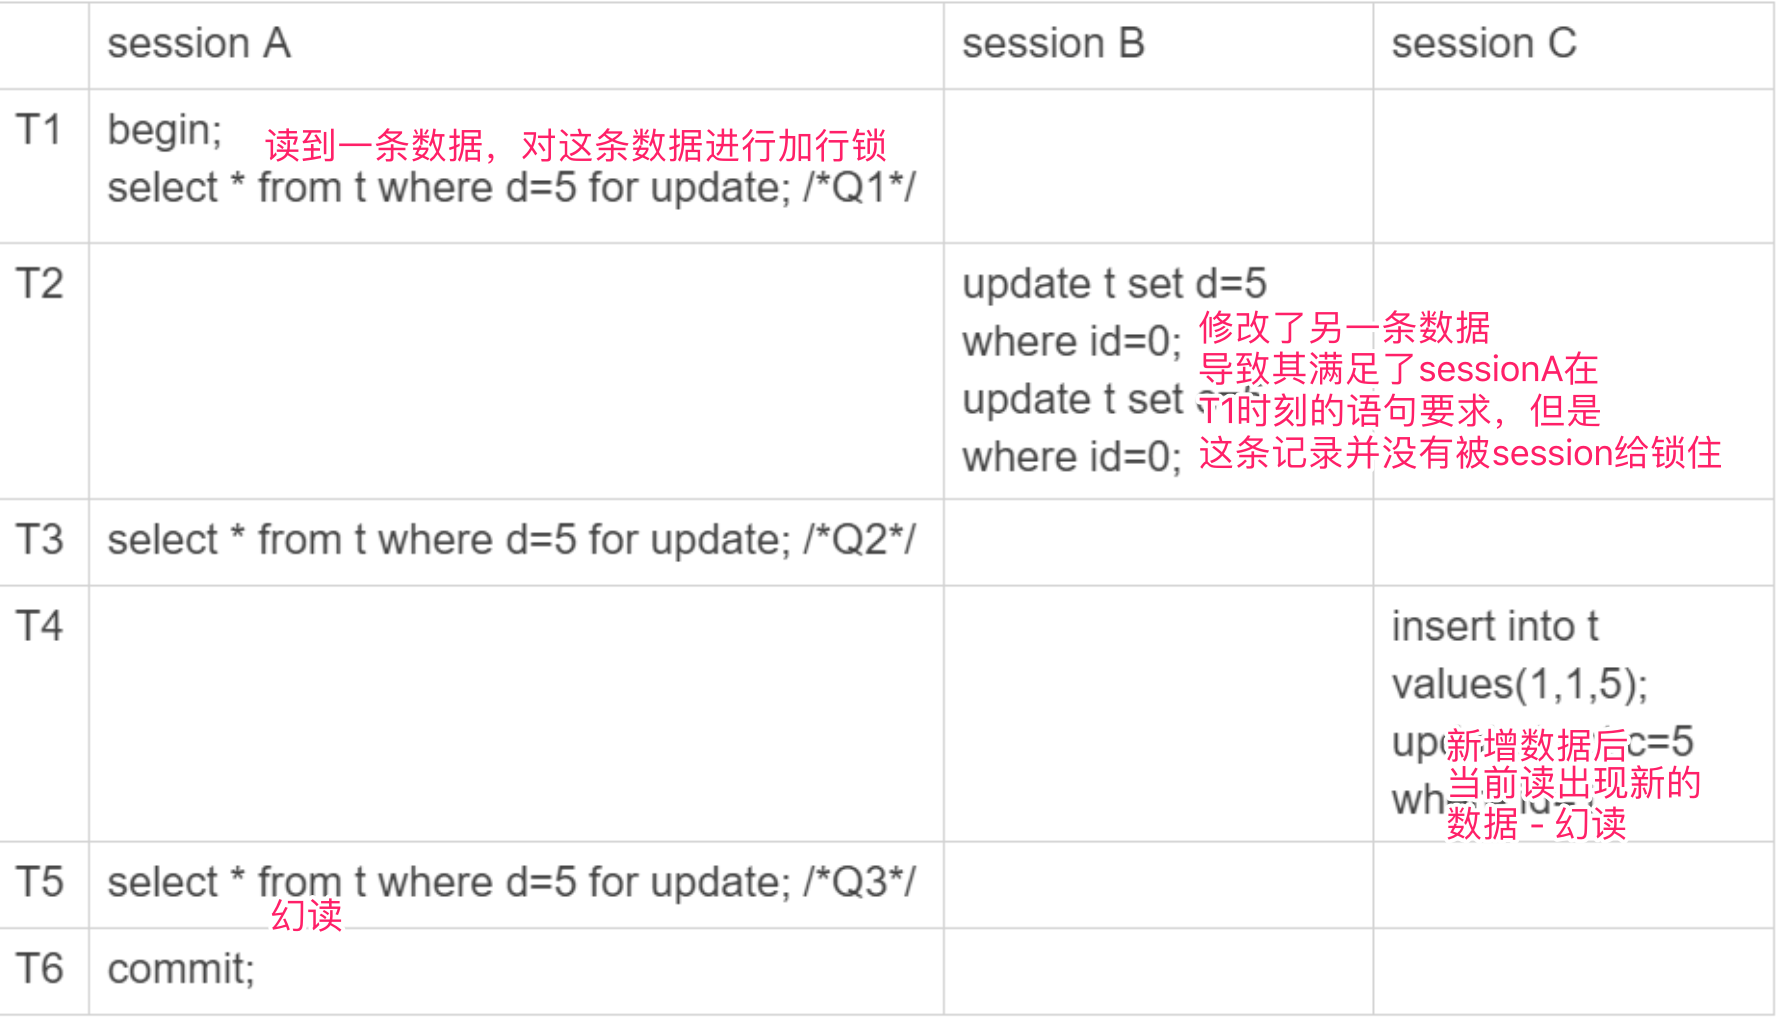 session A
session B
session C
T1
begin;
读到一条数据，对这条数据进行加行锁
select * from t where d=5 for update; /*Q1*/
T2
update t set d=5
where id=0;
update t set
where id=0;
修改了另一条数据
导致其满足了sessionA在
T1时刻的语句要求，但是
这条记录并没有被session给锁住
T3
select * from t where d=5 for update; /*Q2*/
T4
insert into t
values(1,1,5);
c=5
新增数据后
当前读出现新的
数据 - 幻读
T5
select * from t where d=5 for update; /*Q3*/
幻读
T6
commit;